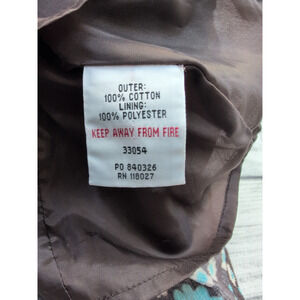 OUTER:
100% COTTON
LINING:
100% POLYESTER
KEEP AWAY FROM FIRE
33054
PO 840326
RN 118027